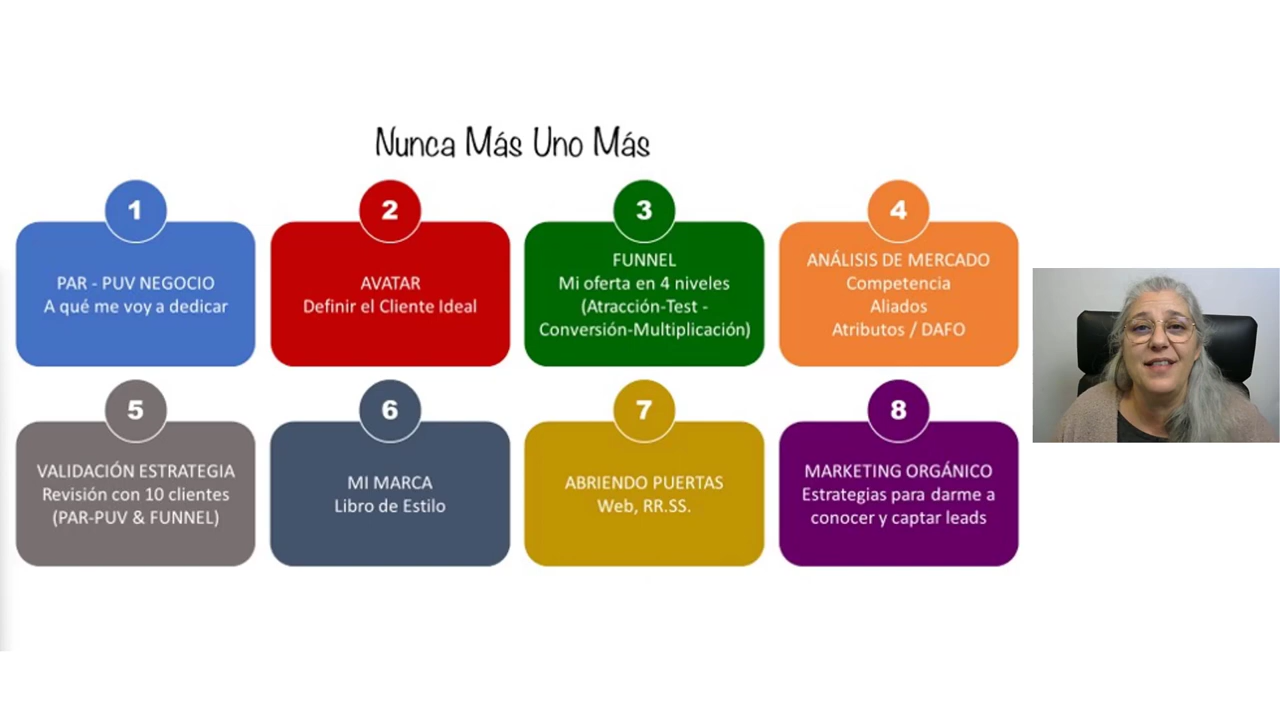 Nunca Más Uno Más
1
PAR - PUV NEGOCIO
A qué me voy a dedicar
2
AVATAR
Definir el Cliente Ideal
3
FUNNEL
Mi oferta en 4 niveles
(Atracción-Test -
Conversión-Multiplicación)
4
ANÁLISIS DE MERCADO
Competencia
Aliados
Atributos / DAFO
5
VALIDACIÓN ESTRATEGIA
Revisión con 10 clientes
(PAR-PUV & FUNNEL)
6
MI MARCA
Libro de Estilo
7
ABRIENDO PUERTAS
Web, RR.SS.
8
MARKETING ORGÁNICO
Estrategias para darme a
conocer y captar leads